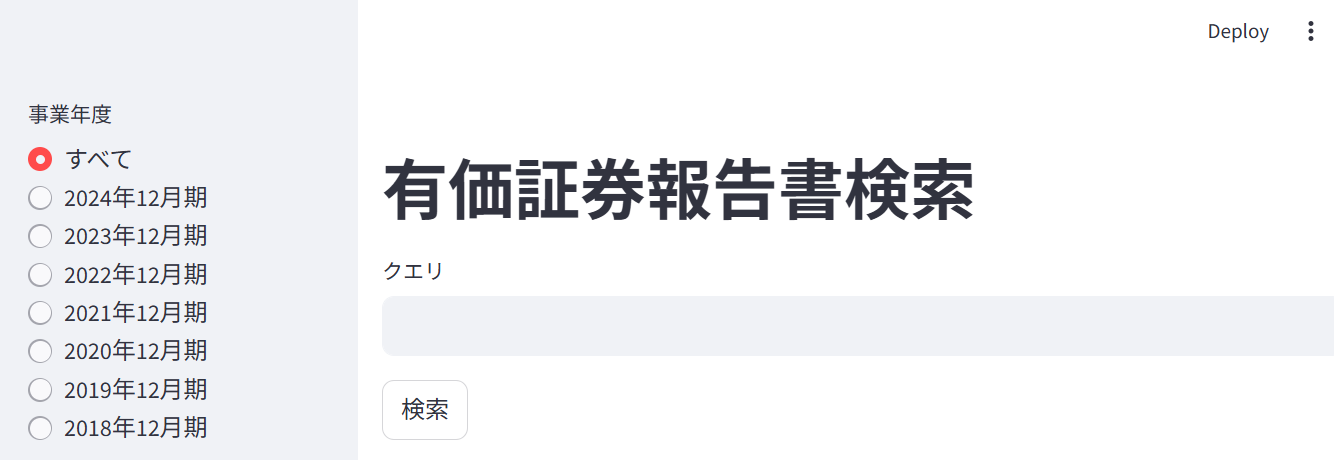 Deploy
事業年度
すべて
2024年12月期
2023年12月期
2022年12月期
2021年12月期
2020年12月期
2019年12月期
2018年12月期
有価証券報告書検索
クエリ
検索